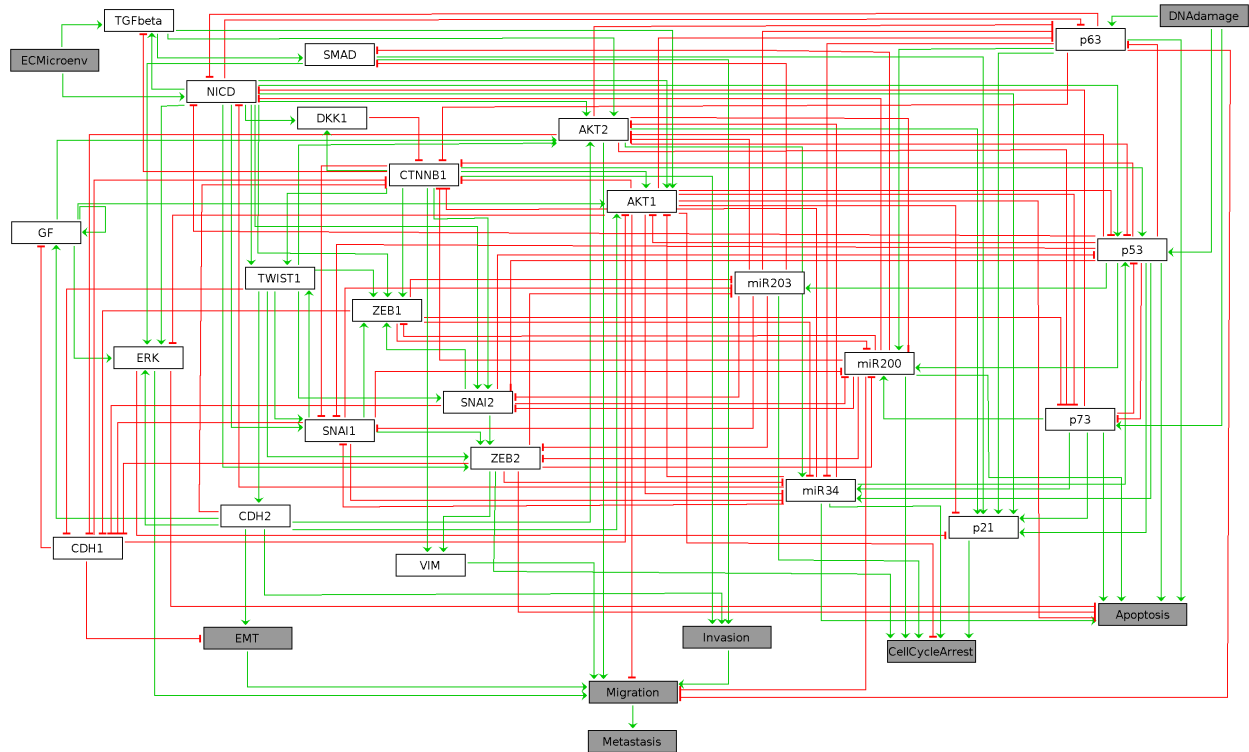 DNAdamage
TGFbeta
p63
SMAD
ECMicroenv
NICD
DKK1
AKT2
CTNNB1
AKT1
GF
p53
TWIST1
miR203
ZEB1
ERK
miR200
SNAI2
p73
SNAI1
ZEB2
miR34
CDH2
p21
CDH1
VIM
Apoptosis
EMT
Invasion
CellCycleArrest
Migration
Metastasis